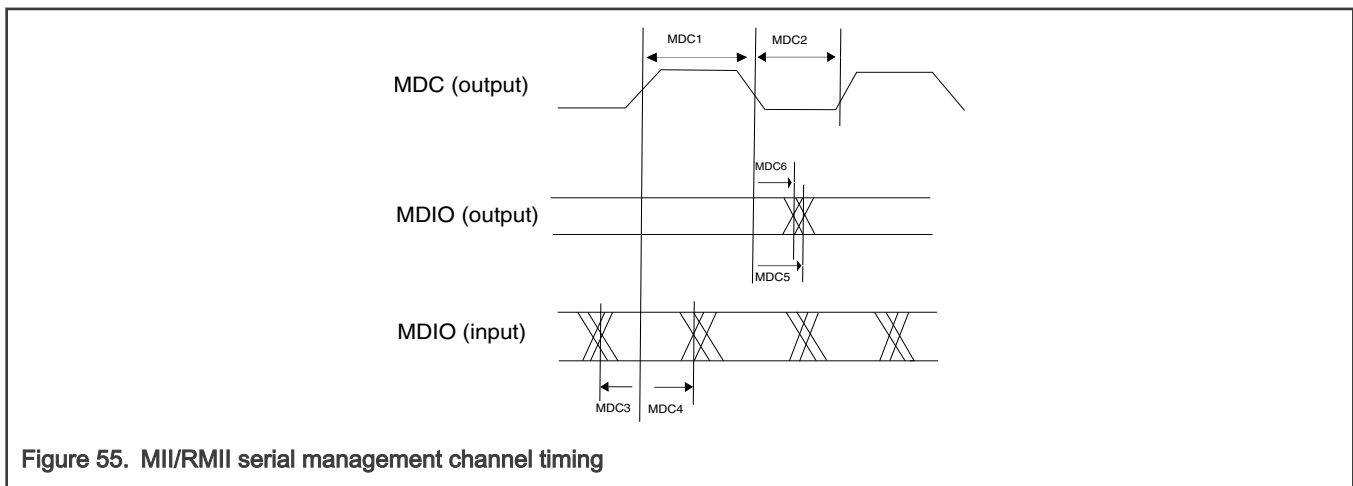 MDC1 MDC2
MDC (output)
MDC6
MDIO (output)
MDC5
MDIO (input)
MDC3 MDC4
Figure 55. MII/RMII serial management channel timing